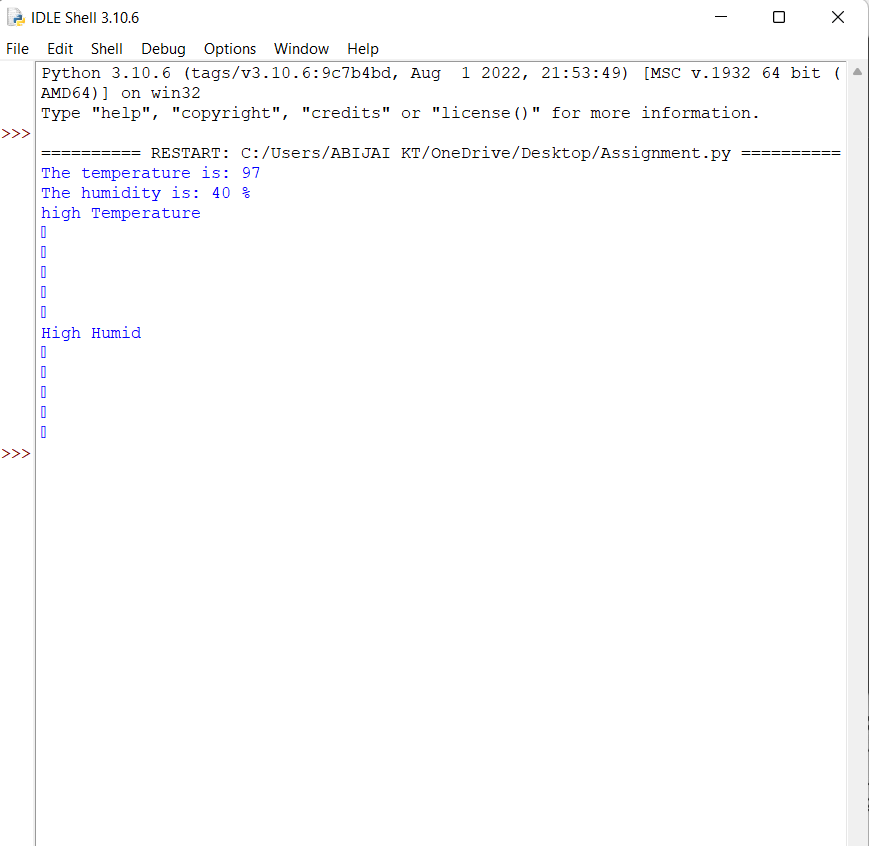 IDLE Shell 3.10.6
File Edit Shell Debug Options Window Help
Python 3.10.6 (tags/v3.10.6:9c7b4bd, Aug  1 2022, 21:53:49) [MSC v.1932 64 bit (
AMD64)] on win32
Type "help", "copyright", "credits" or "license()" for more information.
>>>
========== RESTART: C:/Users/ABIJAI KT/OneDrive/Desktop/Assignment.py ==========
The temperature is: 97
The humidity is: 40 %
high Temperature
▯
▯
▯
▯
▯
High Humid
▯
▯
▯
▯
▯
>>>